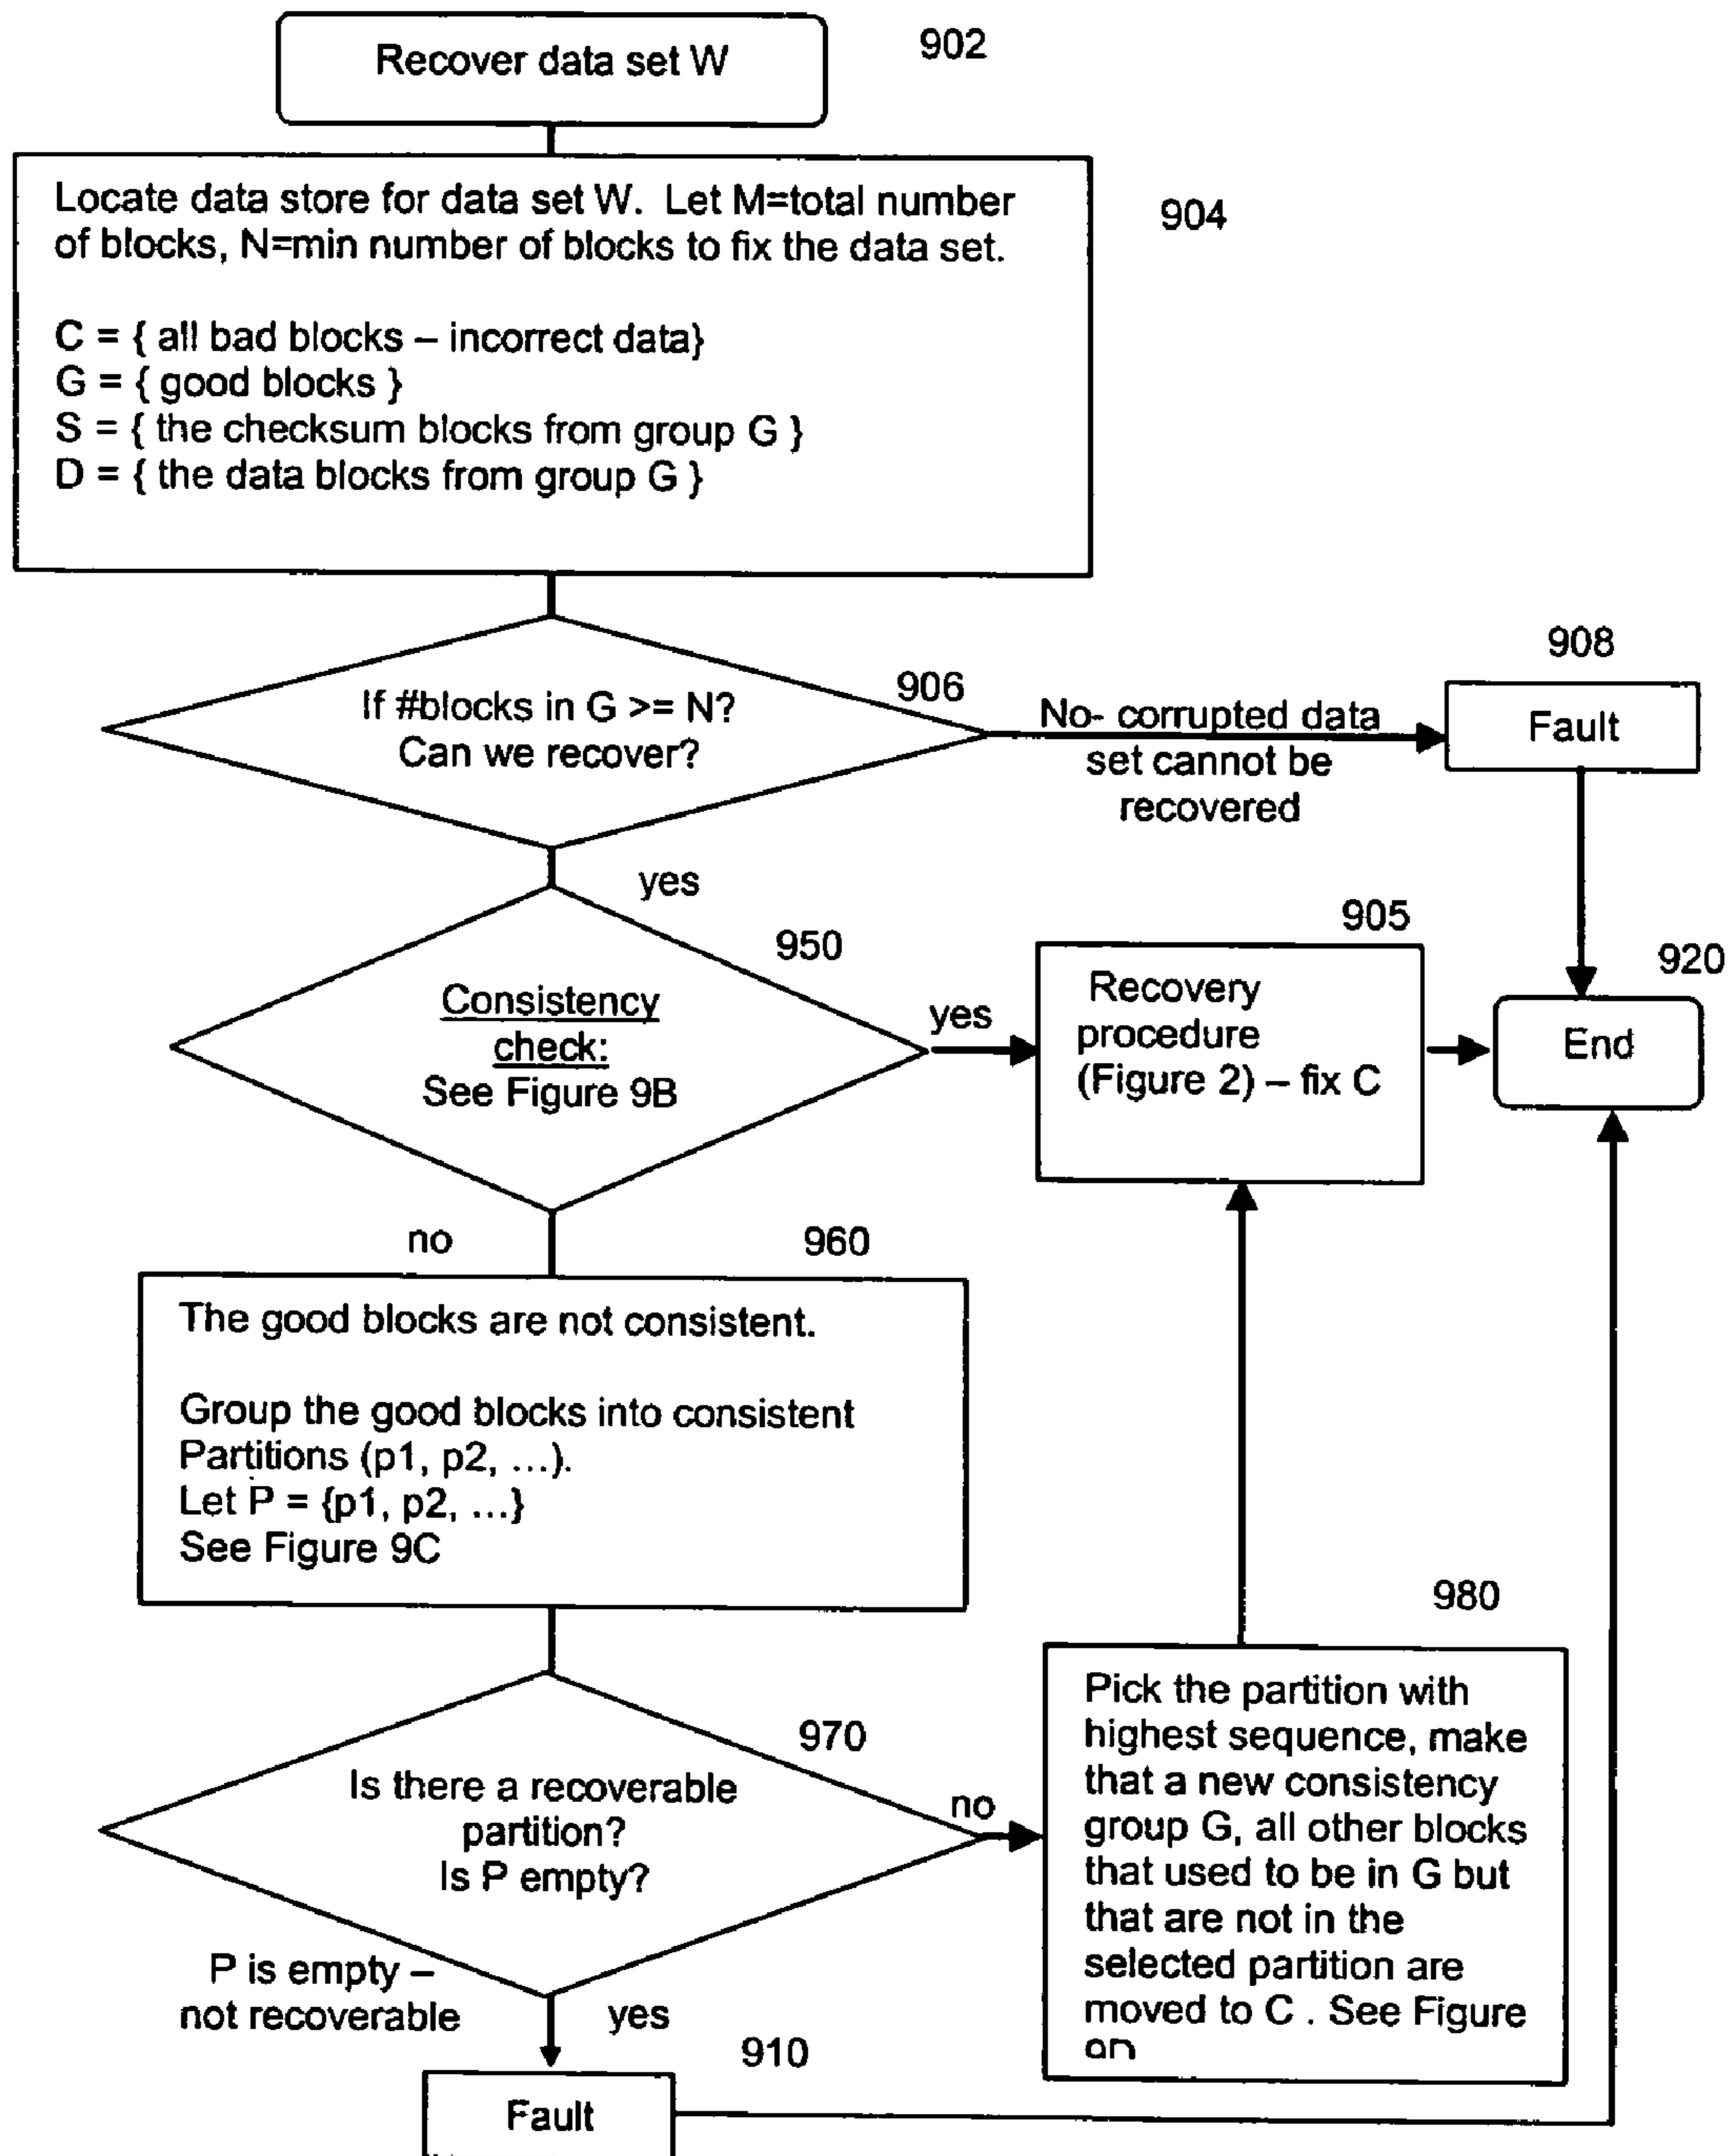 Recover data set W
902
Locate data store for data set W. Let M=total number
of blocks, N=min number of blocks to fix the data set.
C = { all bad blocks – incorrect data}
G = { good blocks }
S = { the checksum blocks from group G }
D = { the data blocks from group G }
904
If #blocks in G >= N?
Can we recover?
906
No- corrupted data
set cannot be
recovered
908
Fault
yes
950
Consistency
check:
See Figure 9B
yes
905
Recovery
procedure
(Figure 2) – fix C
920
End
no
960
The good blocks are not consistent.
Group the good blocks into consistent
Partitions (p1, p2, ...).
Let P = {p1, p2, ...}
See Figure 9C
970
Is there a recoverable
partition?
Is P empty?
no
980
Pick the partition with
highest sequence, make
that a new consistency
group G, all other blocks
that used to be in G but
that are not in the
selected partition are
moved to C . See Figure
P is empty –
not recoverable
yes
910
Fault